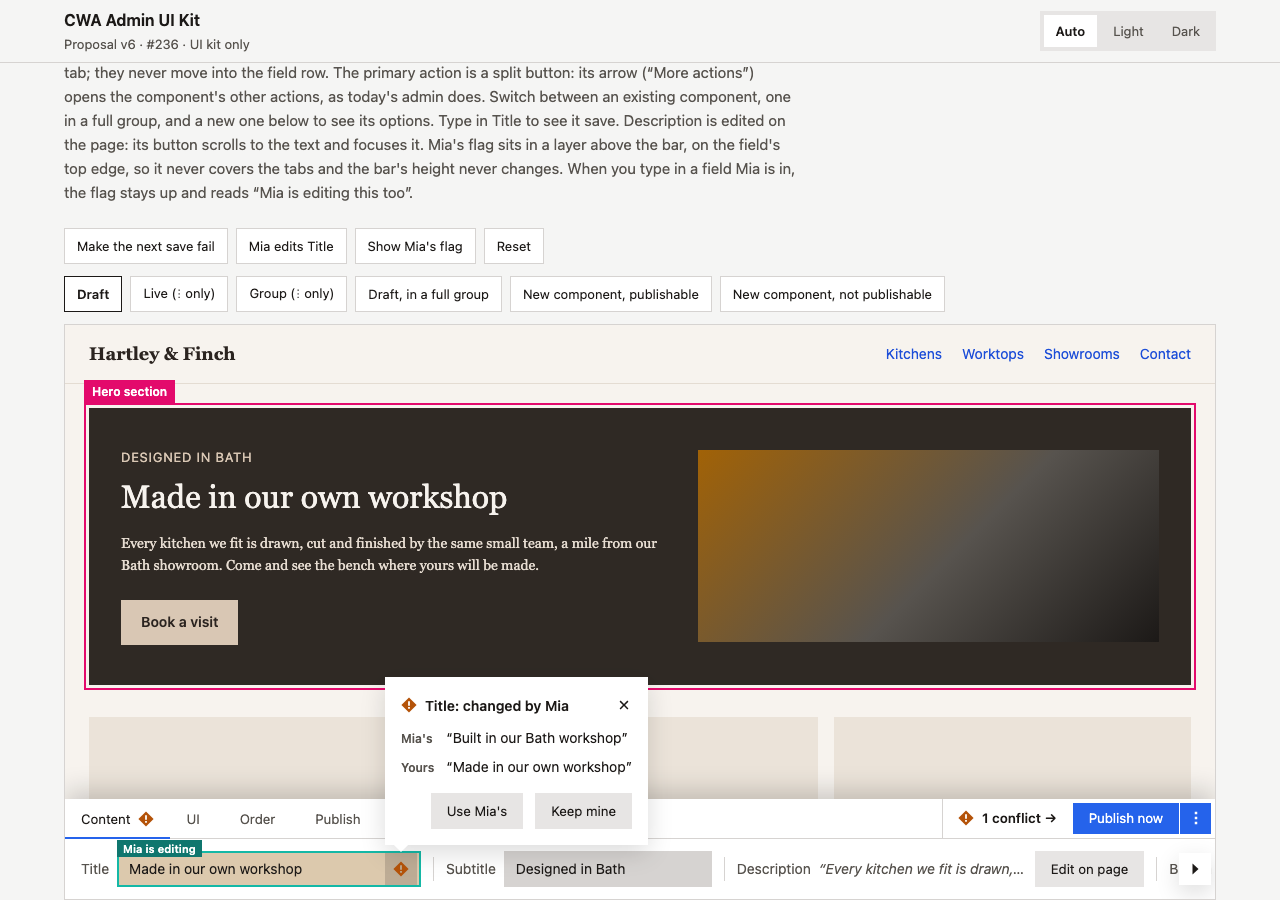 CWA Admin UI Kit
Proposal v6 · #236 · UI kit only
Auto
Light
Dark
tab; they never move into the field row. The primary action is a split button: its arrow (“More actions”)
opens the component's other actions, as today's admin does. Switch between an existing component, one
in a full group, and a new one below to see its options. Type in Title to see it save. Description is edited on
the page: its button scrolls to the text and focuses it. Mia's flag sits in a layer above the bar, on the field's
top edge, so it never covers the tabs and the bar's height never changes. When you type in a field Mia is in,
the flag stays up and reads “Mia is editing this too”.
Make the next save fail
Mia edits Title
Show Mia's flag
Reset
Draft
Live (⋮ only)
Group (⋮ only)
Draft, in a full group
New component, publishable
New component, not publishable
Hartley & Finch
Kitchens
Worktops
Showrooms
Contact
Hero section
DESIGNED IN BATH
Made in our own workshop
Every kitchen we fit is drawn, cut and finished by the same small team, a mile from our
Bath showroom. Come and see the bench where yours will be made.
Book a visit
Title: changed by Mia
Mia's “Built in our Bath workshop”
Yours “Made in our own workshop”
Use Mia's
Keep mine
Content
UI
Order
Publish
1 conflict →
Publish now
Mia is editing
Title
Made in our own workshop
Subtitle
Designed in Bath
Description
“Every kitchen we fit is drawn,...
Edit on page